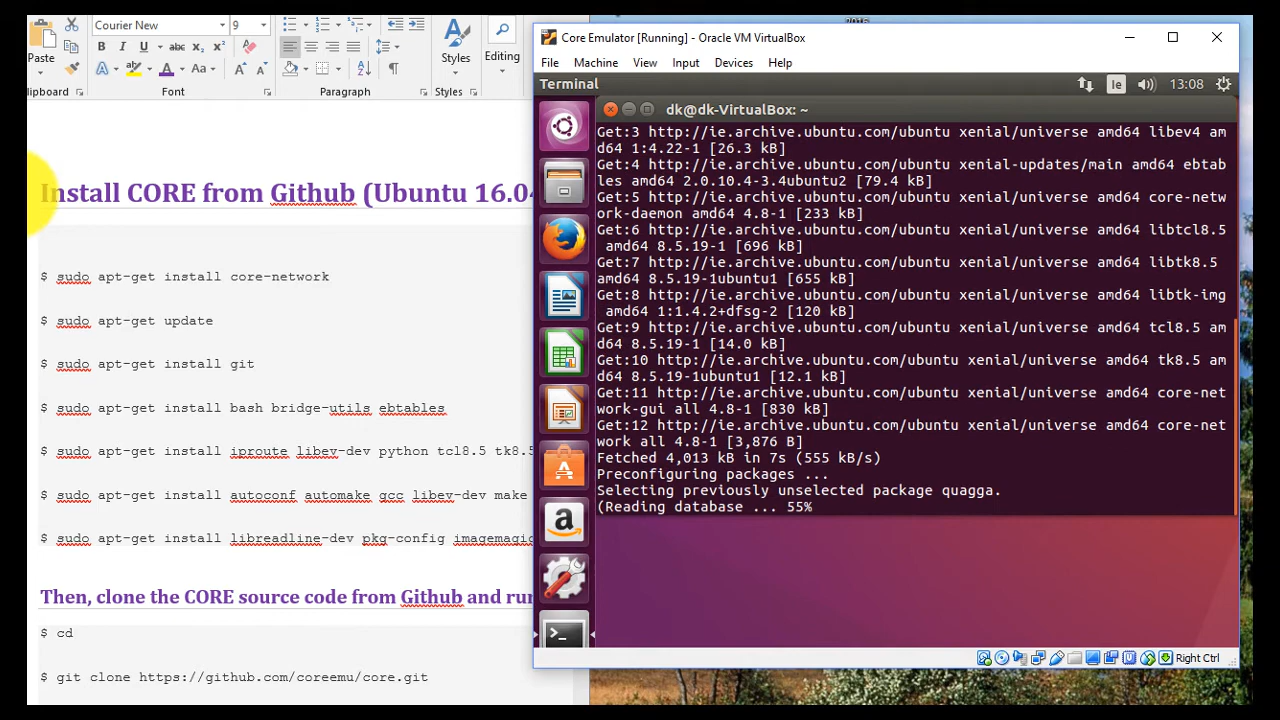 Courier New
9
Paste
Styles
Editing
lipboard
Font
Paragraph
Install CORE from Github (Ubuntu 16.04
$ sudo apt-get install core-network
$ sudo apt-get update
$ sudo apt-get install git
$ sudo apt-get install bash bridge-utils ebtables
$ sudo apt-get install iproute libev-dev python tcl8.5 tk8.5
$ sudo apt-get install autoconf automake gcc libev-dev make
$ sudo apt-get install libreadline-dev pkg-config imagemagic
Then, clone the CORE source code from Github and run
$ cd
$ git clone https://github.com/coreemu/core.git
2016
Core Emulator [Running] - Oracle VM VirtualBox
File Machine View Input Devices Help
Terminal
Ie
13:08
dk@dk-VirtualBox: ~
Get:3 http://ie.archive.ubuntu.com/ubuntu xenial/universe amd64 libev4 am
d64 1:4.22-1 [26.3 kB]
Get:4 http://ie.archive.ubuntu.com/ubuntu xenial-updates/main amd64 ebtab
les amd64 2.0.10.4-3.4ubuntu2 [79.4 kB]
Get:5 http://ie.archive.ubuntu.com/ubuntu xenial/universe amd64 core-netw
ork-daemon amd64 4.8-1 [233 kB]
Get:6 http://ie.archive.ubuntu.com/ubuntu xenial/universe amd64 libtcl8.5
amd64 8.5.19-1 [696 kB]
Get:7 http://ie.archive.ubuntu.com/ubuntu xenial/universe amd64 libtk8.5
amd64 8.5.19-1ubuntu1 [655 kB]
Get:8 http://ie.archive.ubuntu.com/ubuntu xenial/universe amd64 libtk-img
amd64 1:1.4.2+dfsg-2 [120 kB]
Get:9 http://ie.archive.ubuntu.com/ubuntu xenial/universe amd64 tcl8.5 am
d64 8.5.19-1 [14.0 kB]
Get:10 http://ie.archive.ubuntu.com/ubuntu xenial/universe amd64 tk8.5 am
d64 8.5.19-1ubuntu1 [12.1 kB]
Get:11 http://ie.archive.ubuntu.com/ubuntu xenial/universe amd64 core-net
work-gui all 4.8-1 [830 kB]
Get:12 http://ie.archive.ubuntu.com/ubuntu xenial/universe amd64 core-net
work all 4.8-1 [3,876 B]
Fetched 4,013 kB in 7s (555 kB/s)
Preconfiguring packages ...
Selecting previously unselected package quagga.
(Reading database ... 55%
Right Ctrl